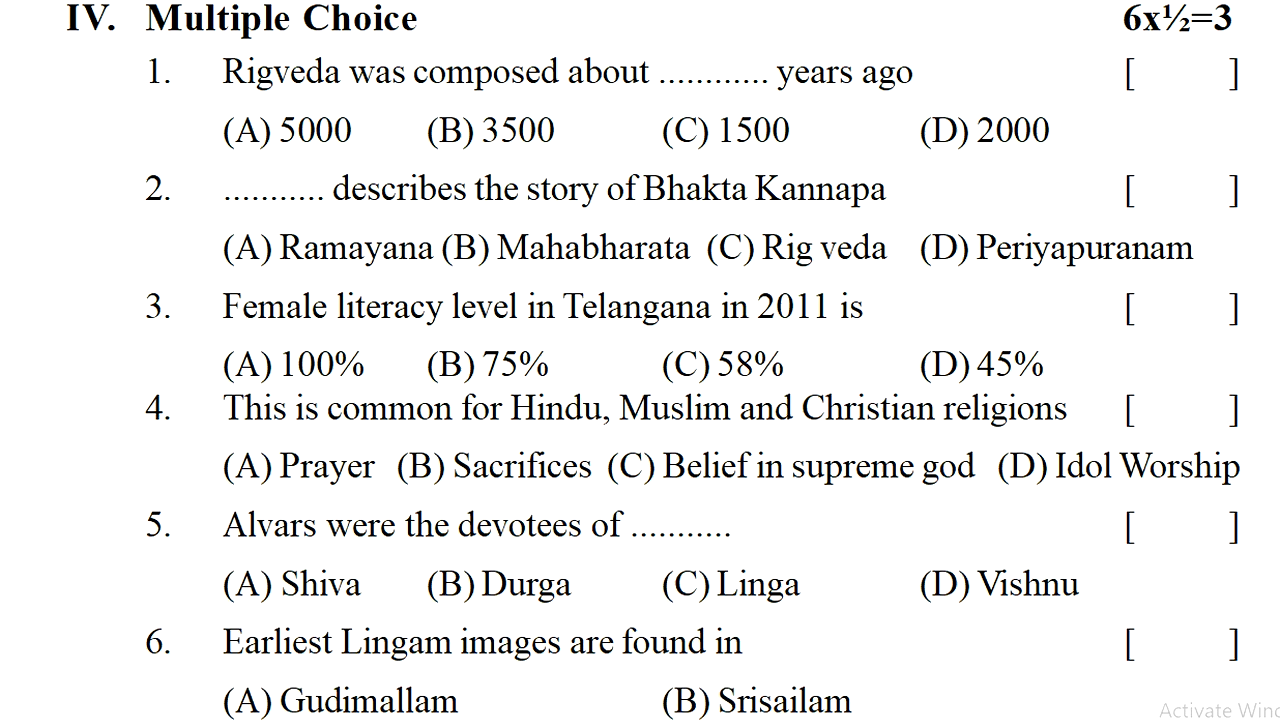 IV. Multiple Choice 6x½=3
1. Rigveda was composed about ............ years ago [ ]
(A) 5000 (B) 3500 (C) 1500 (D) 2000
2. ........... describes the story of Bhakta Kannapa [ ]
(A) Ramayana (B) Mahabharata (C) Rig veda (D) Periyapuranam
3. Female literacy level in Telangana in 2011 is [ ]
(A) 100% (B) 75% (C) 58% (D) 45%
4. This is common for Hindu, Muslim and Christian religions [ ]
(A) Prayer (B) Sacrifices (C) Belief in supreme god (D) Idol Worship
5. Alvars were the devotees of ........... [ ]
(A) Shiva (B) Durga (C) Linga (D) Vishnu
6. Earliest Lingam images are found in [ ]
(A) Gudimallam (B) Srisailam
Activate